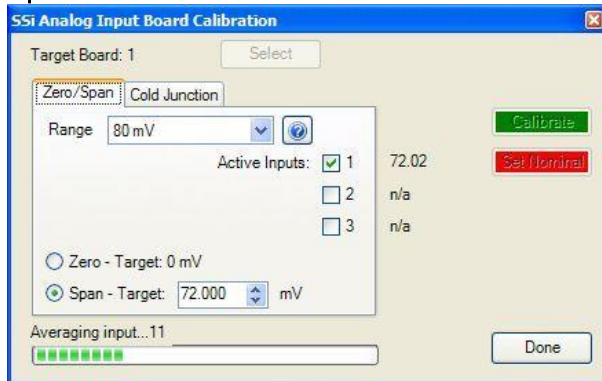 SSi Analog Input Board Calibration
Target Board: 1 Select
Zero/Span Cold Junction
Range 80 mV Calibrate
Active Inputs: 1 72.02 Set Nominal
2 n/a
3 n/a
Zero - Target: 0 mV
Span - Target: 72.000 mV
Averaging input...11
Done